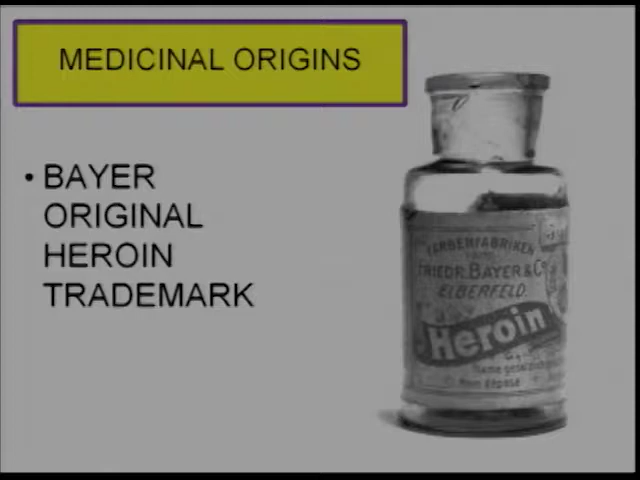 MEDICINAL ORIGINS
• BAYER
ORIGINAL
HEROIN
TRADEMARK
FARBENFABRIKEN
FRIEDR. BAYER & Co
ELBERFELD.
Heroin